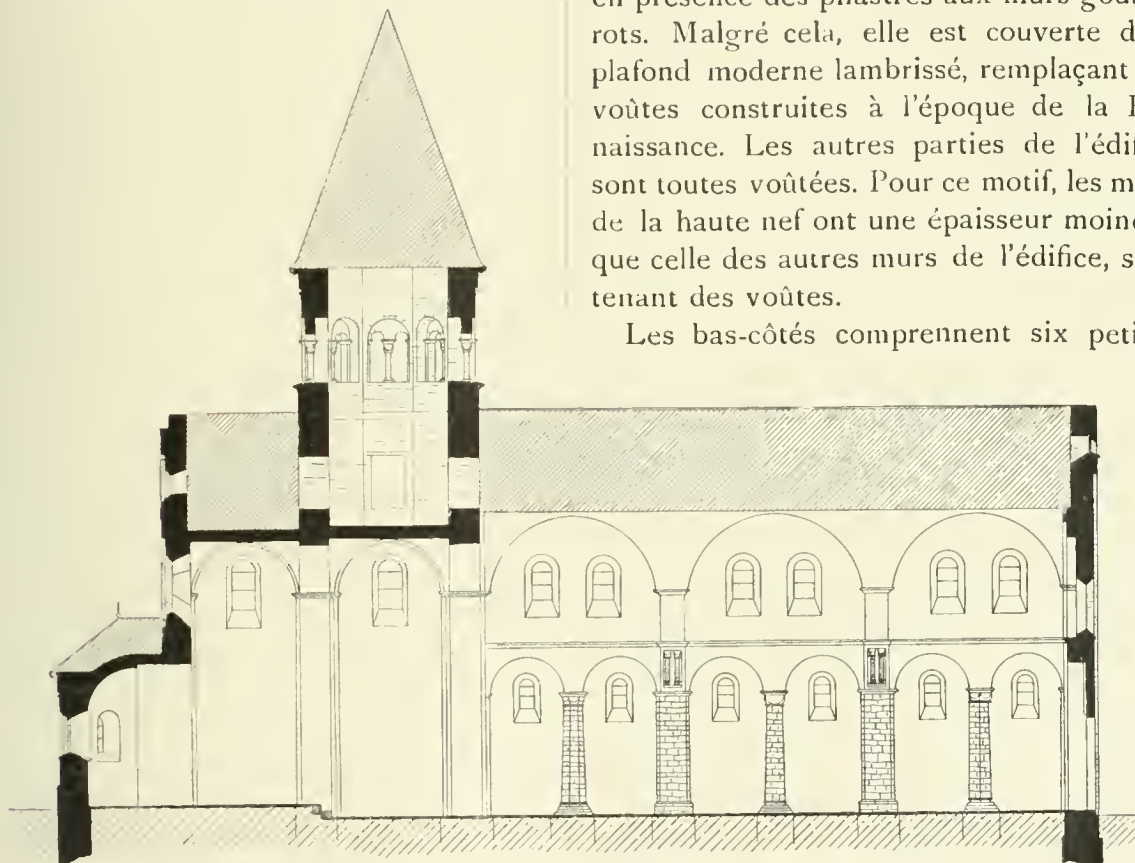 en présence des pilastres aux murs gout
rots. Malgré cela, elle est couverte d
plafond moderne lambrissé, remplaçant
voûtes construites à l'époque de la
naissance. Les autres parties de l'édi
sont toutes voûtées. Pour ce motif, les m
de la haute nef ont une épaisseur moin
que celle des autres murs de l'édifice, s
tenant des voûtes.
Les bas-côtés comprennent six peti